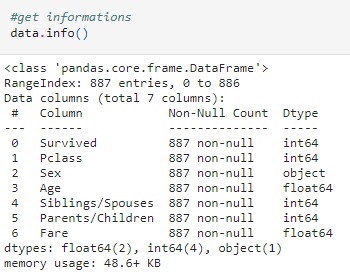 #get informations
data.info()
<class 'pandas.core.frame.DataFrame'>
RangeIndex: 887 entries, 0 to 886
Data columns (total 7 columns):
 #   Column            Non-Null Count  Dtype
---  ------            --------------  -----
 0   Survived          887 non-null    int64
 1   Pclass            887 non-null    int64
 2   Sex               887 non-null    object
 3   Age               887 non-null    float64
 4   Siblings/Spouses  887 non-null    int64
 5   Parents/Children  887 non-null    int64
 6   Fare              887 non-null    float64
dtypes: float64(2), int64(4), object(1)
memory usage: 48.6+ KB